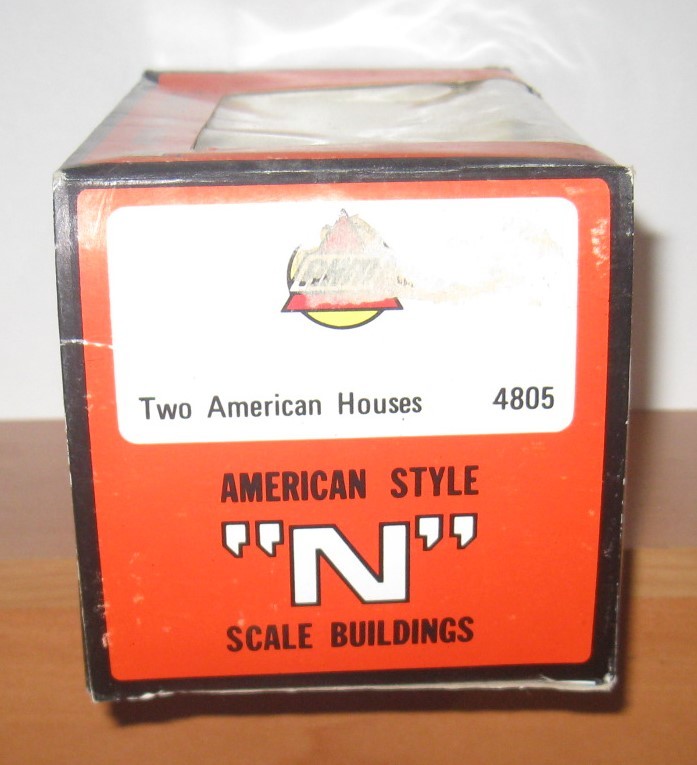 Two American Houses 4805
AMERICAN STYLE
"N"
SCALE BUILDINGS